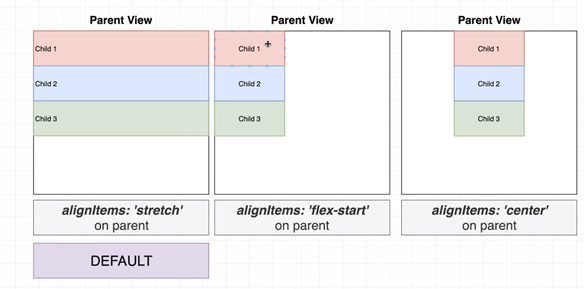 Parent View
Child 1
Child 2
Child 3
alignItems: 'stretch'
on parent
DEFAULT
Parent View
Child 1
Child 2
Child 3
alignItems: 'flex-start'
on parent
Parent View
Child 1
Child 2
Child 3
alignItems: 'center'
on parent